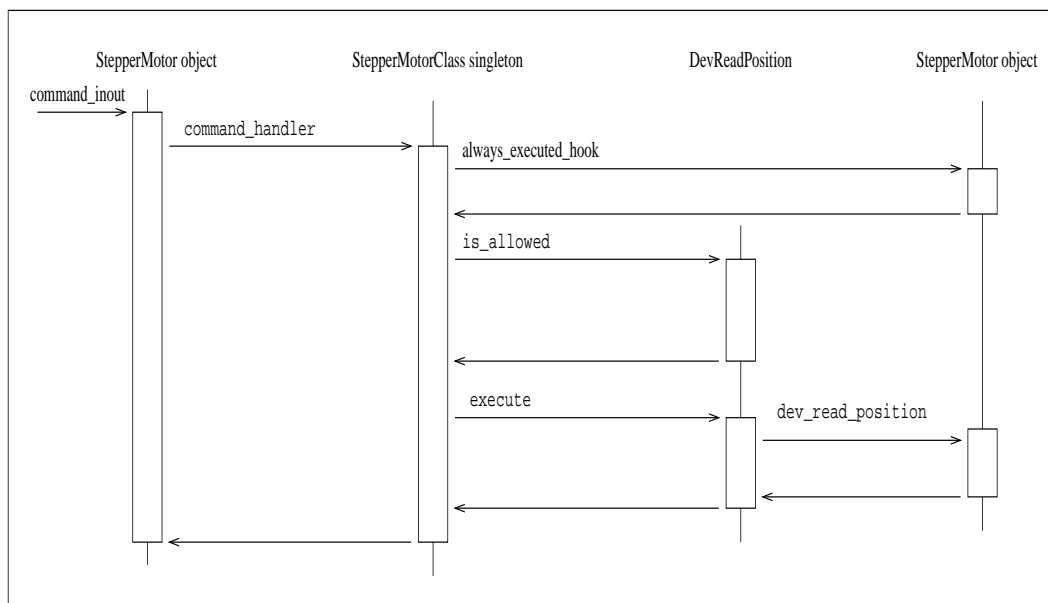 StepperMotor object
StepperMotorClass singleton
DevReadPosition
StepperMotor object
command_inout
command_handler
always_executed_hook
is_allowed
execute
dev_read_position